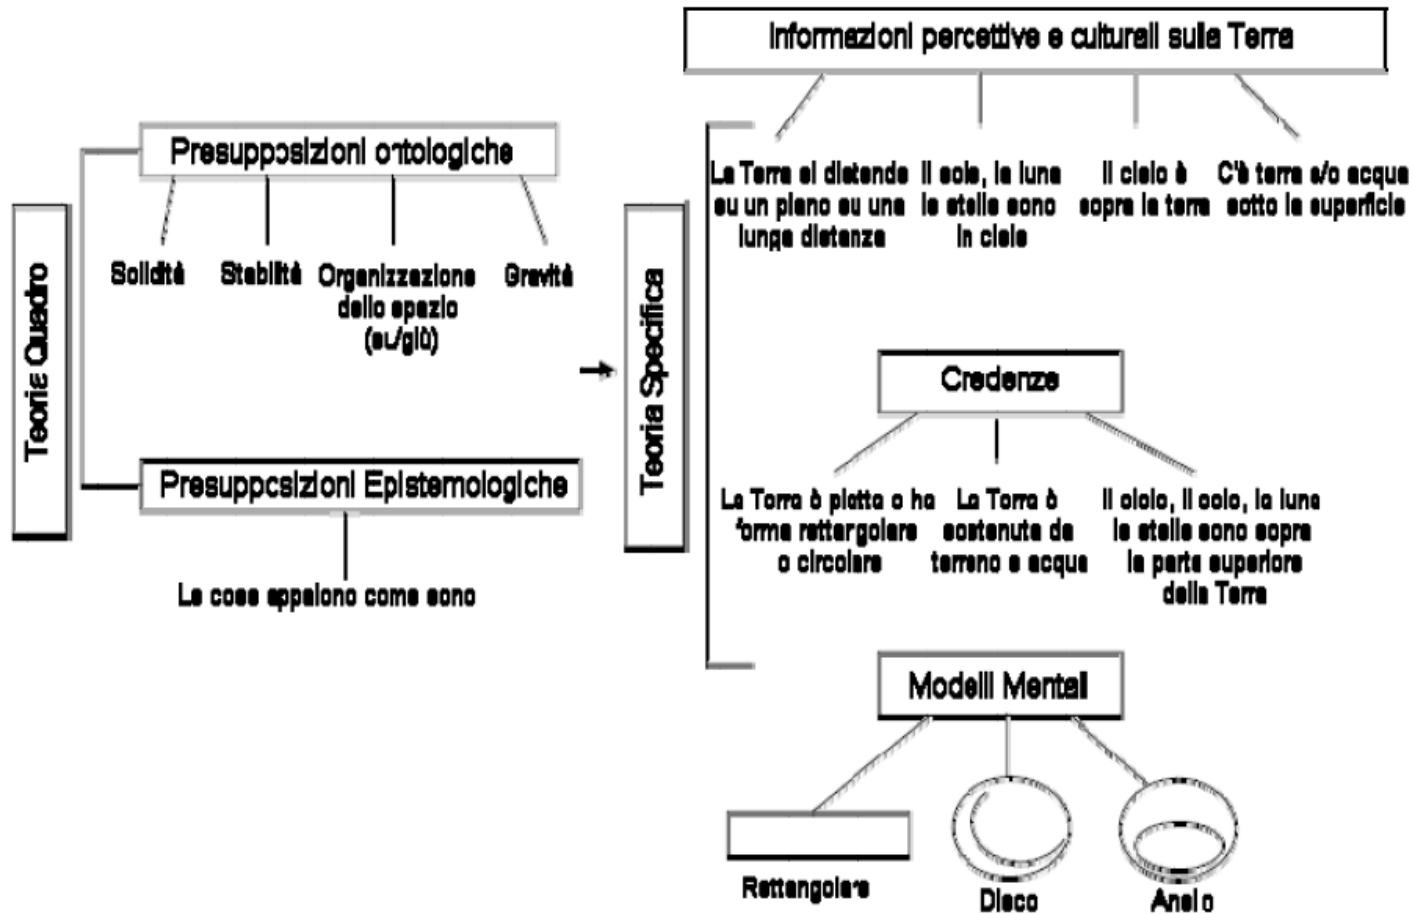 Informazioni percettive e culturali sulla Terra
Presupposizioni ontologiche
La Terra si distende
su un piano su una
lunga distanza
Il sole, la luna
le stelle sono
in cielo
Il cielo è
sopra la terra
C'è terra e/o acqua
sotto la superficie
Solidità
Stabilità
Organizzazione
dello spazio
(su/giù)
Gravità
Teoria Quadro
Teoria Specifica
Credenze
Presupposizioni Epistemologiche
Le cose appaiono come sono
La Terra è piatta o ha
forma rettangolare
o circolare
La Terra è
sostenuta da
terreno e acqua
Il cielo, il sole, la luna
le stelle sono sopra
la parte superiore
della Terra
Modelli Mentali
Rettangolare
Disco
Anello